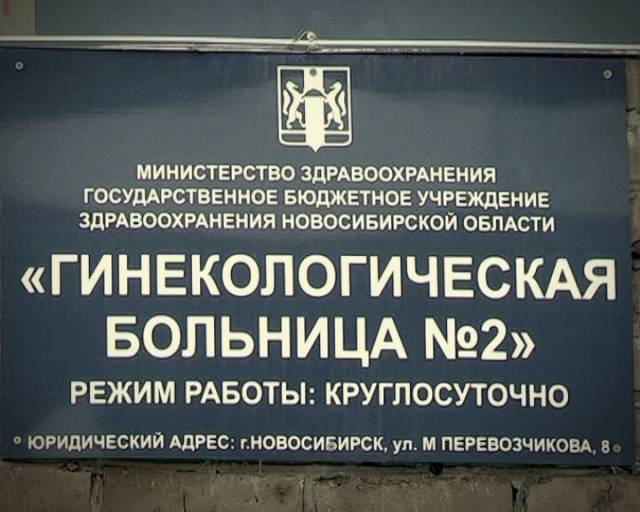 МИНИСТЕРСТВО ЗДРАВООХРАНЕНИЯ
ГОСУДАРСТВЕННОЕ БЮДЖЕТНОЕ УЧРЕЖДЕНИЕ
ЗДРАВООХРАНЕНИЯ НОВОСИБИРСКОЙ ОБЛАСТИ
«ГИНЕКОЛОГИЧЕСКАЯ
БОЛЬНИЦА №2»
РЕЖИМ РАБОТЫ: КРУГЛОСУТОЧНО
ЮРИДИЧЕСКИЙ АДРЕС: г.НОВОСИБИРСК, ул. М ПЕРЕВОЗЧИКОВА, 8